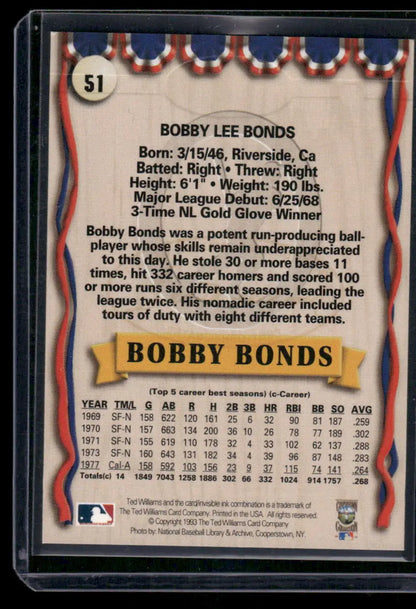 51
BOBBY LEE BONDS
Born: 3/15/46, Riverside, Ca
Batted: Right • Threw: Right
Height: 6'1" • Weight: 190 lbs.
Major League Debut: 6/25/68
3-Time NL Gold Glove Winner
Bobby Bonds was a potent run-producing ball-
player whose skills remain underappreciated
to this day. He stole 30 or more bases 11
times, hit 332 career homers and scored 100
or more runs six different seasons, leading the
league twice. His nomadic career included
tours of duty with eight different teams.
BOBBY BONDS
(Top 5 career best seasons) (c-Career)
YEAR TM/L G AB R H 2B 3B HR RBI BB SO AVG
1969 SF-N 158 622 120 161 25 6 32 90 81 187 .259
1970 SF-N 157 663 134 200 36 10 26 78 77 189 .302
1971 SF-N 155 619 110 178 32 4 33 102 62 137 .288
1973 SF-N 160 643 131 182 34 4 39 96 87 148 .283
1977 Cal-A 158 592 103 156 23 9 37 115 74 141 .264
Totals(c) 14 1849 7043 1258 1886 302 66 332 1024 914 1757 .268
Ted Williams and the card/invisible ink combination is a trademark of
The Ted Williams Card Company. Printed in the USA. All rights reserved.
© Copyright 1993 The Ted Williams Card Company
Photo by: National Baseball Library & Archive, Cooperstown, NY.